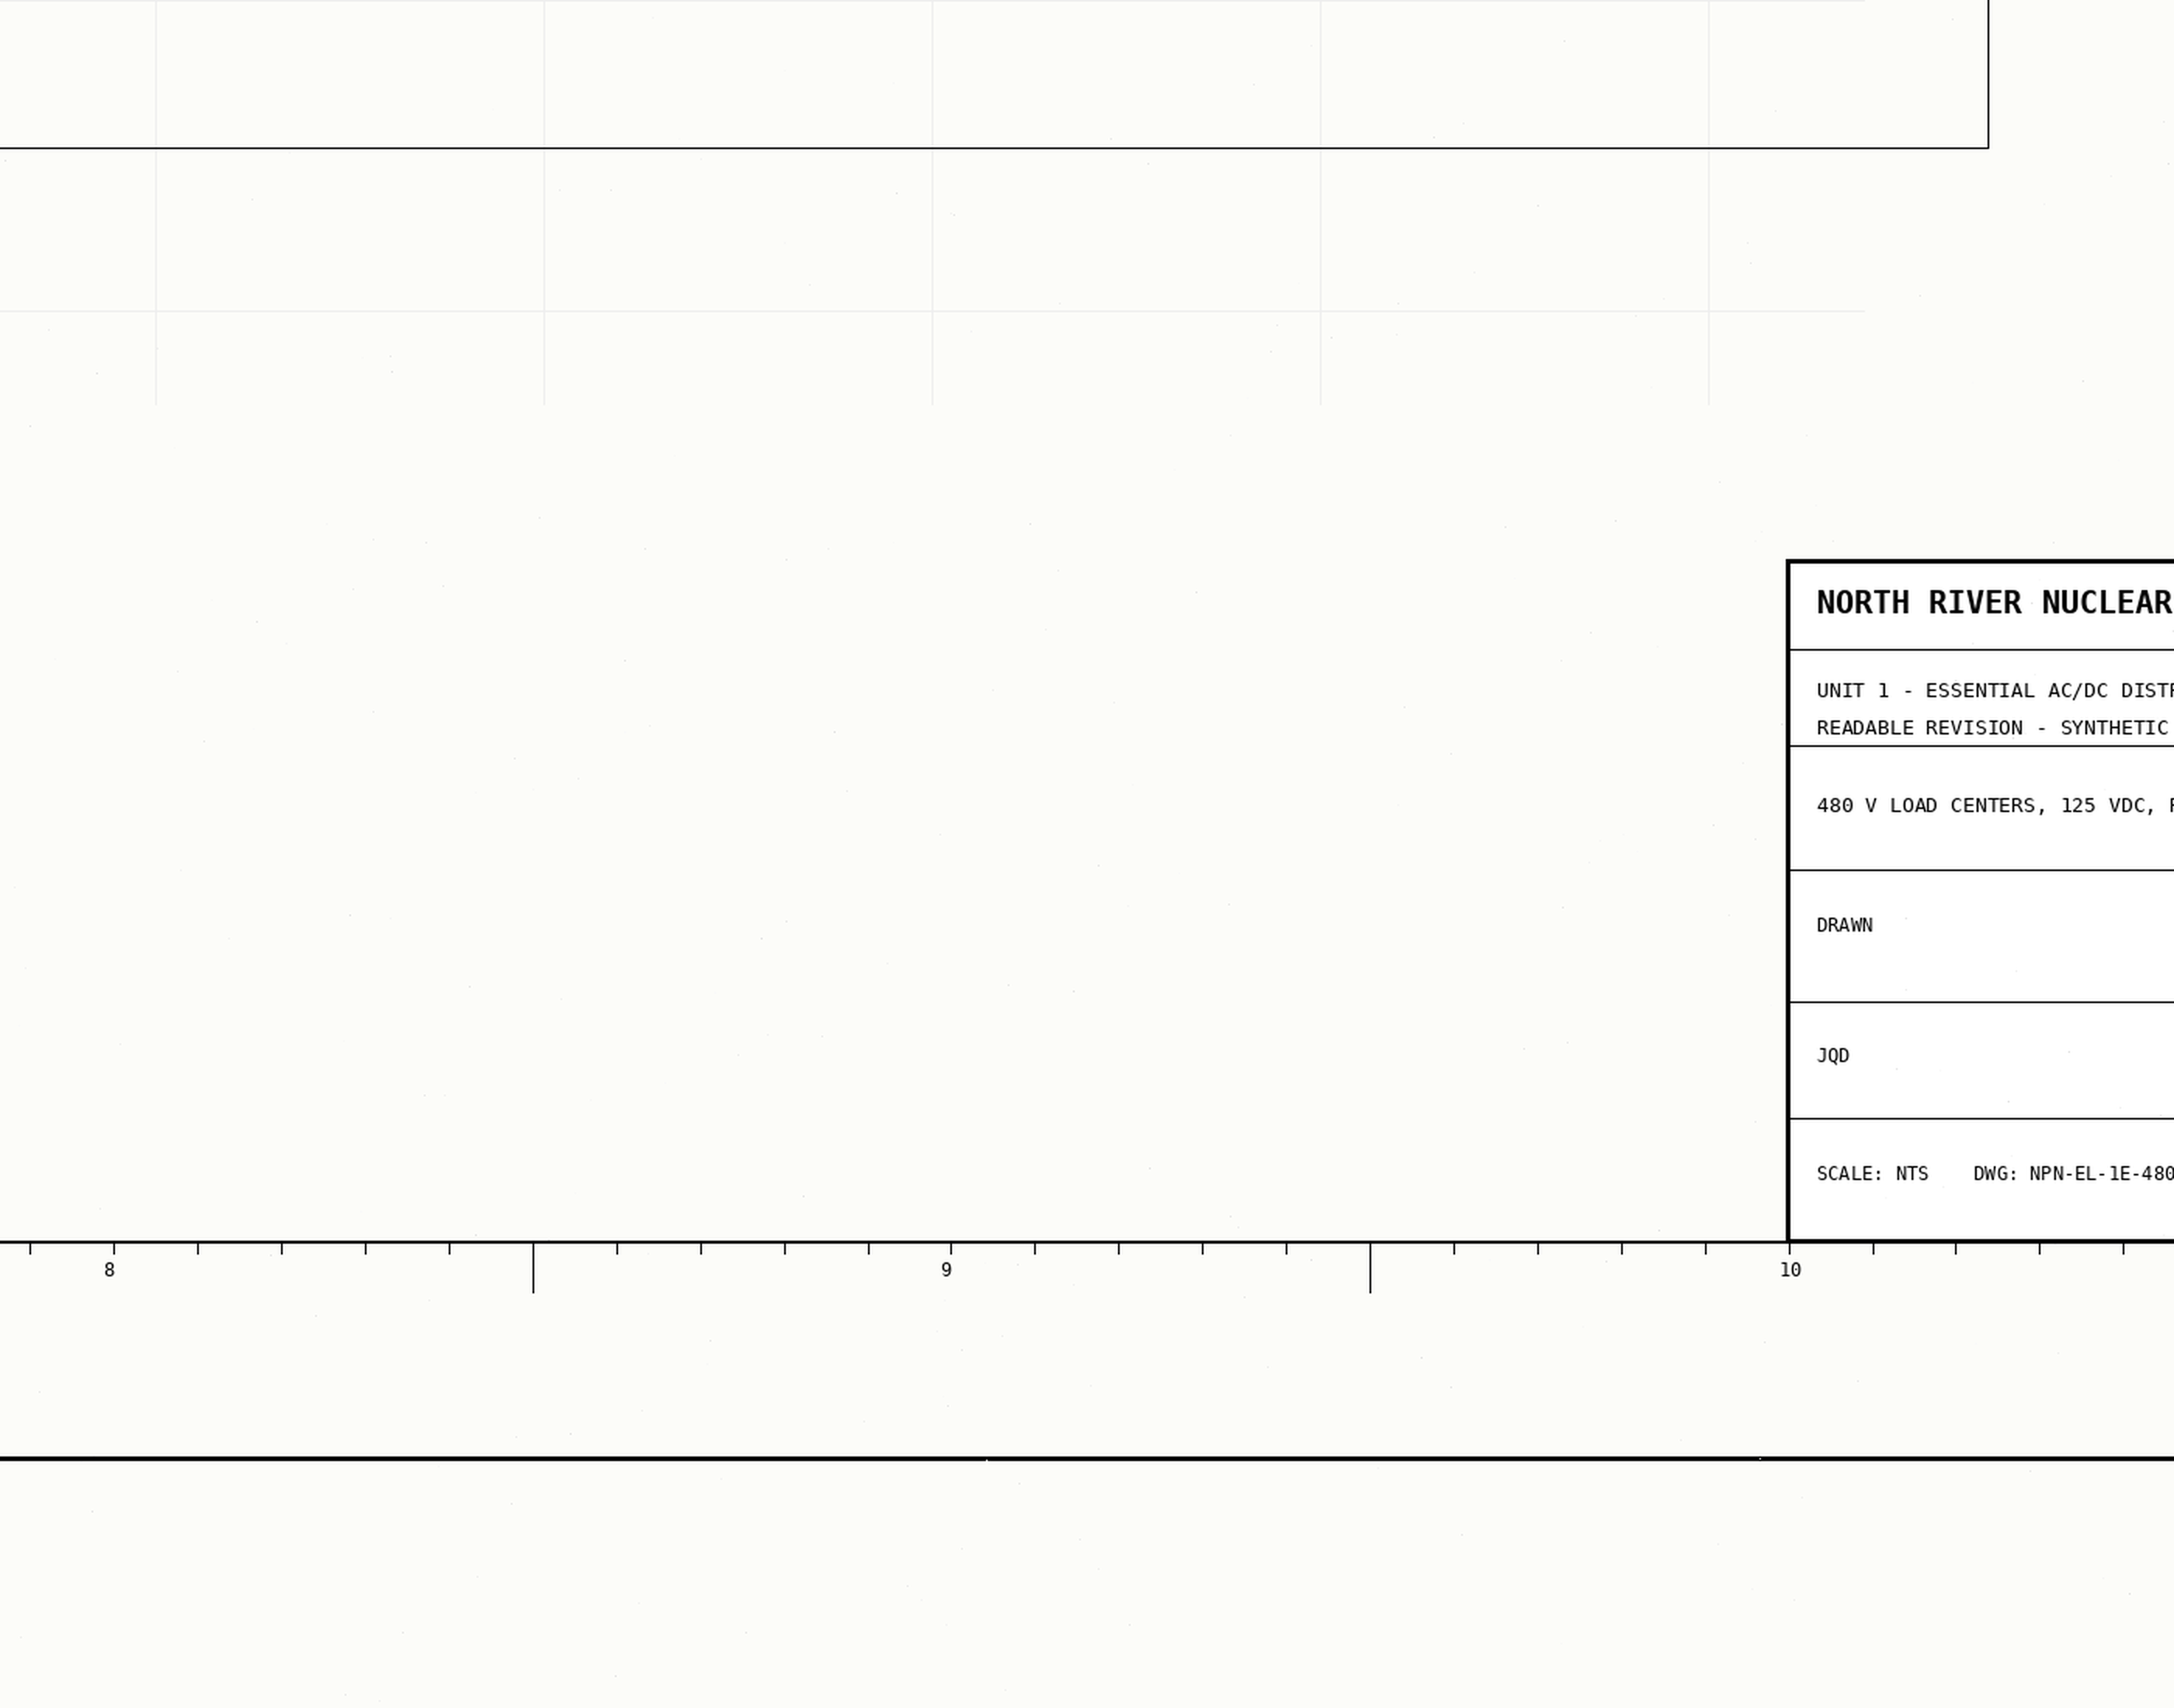 NORTH RIVER NUCLEAR
UNIT 1 - ESSENTIAL AC/DC
READABLE REVISION - SYNTHETIC
480 V LOAD CENTERS, 125 VDC,
DRAWN
JQD
SCALE: NTS DWG: NPN-EL-1E-480
8 9 10